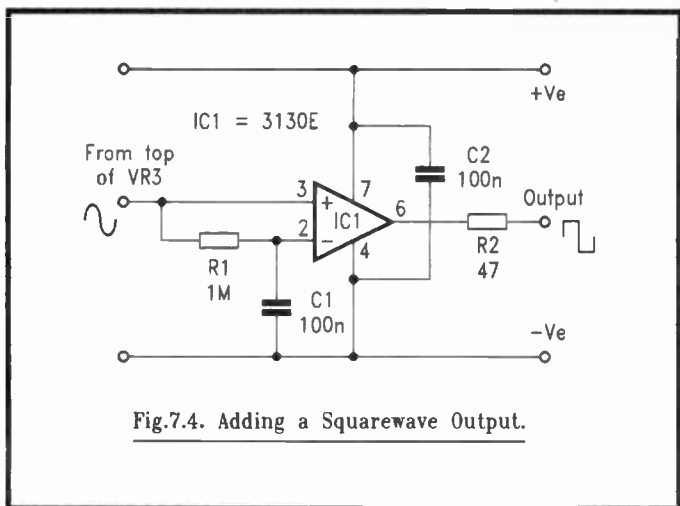 +Ve
IC1 = 3130E
From top
of VR3
C2
100n
3
+
7
IC1
6
Output
2
−
4
R1
1M
C1
100n
R2
47
−Ve
Fig.7.4. Adding a Squarewave Output.